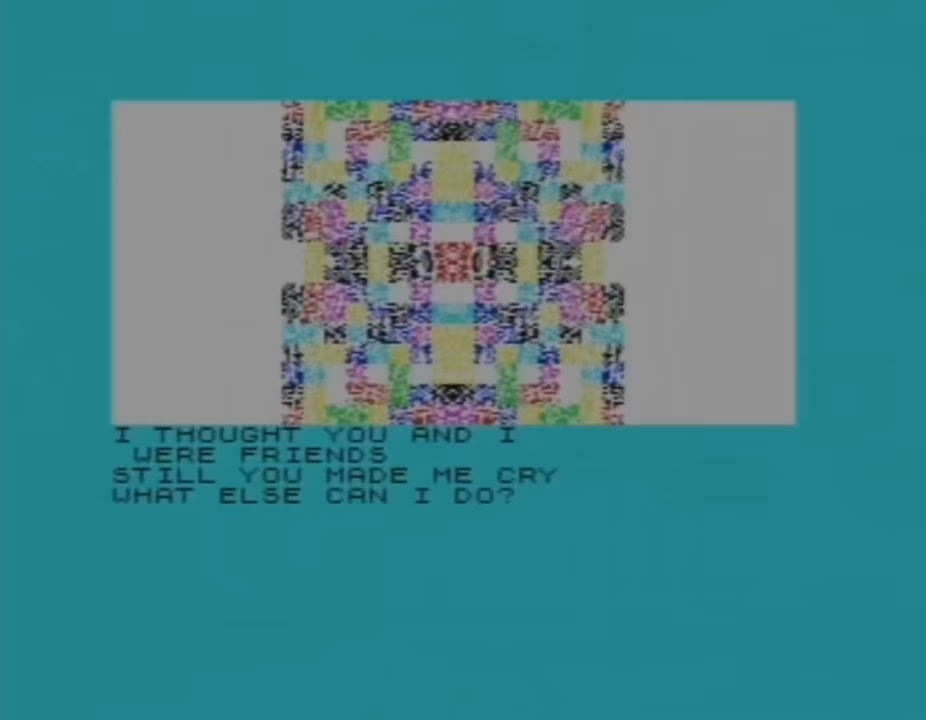 I THOUGHT YOU AND I
WERE FRIENDS
STILL YOU MADE ME CRY
WHAT ELSE CAN I DO?